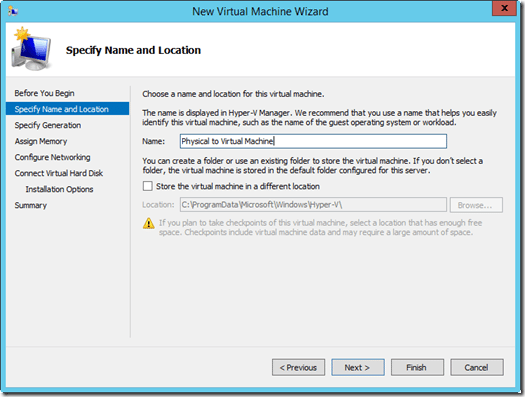 New Virtual Machine Wizard
X
Specify Name and Location
Before You Begin
Specify Name and Location
Specify Generation
Assign Memory
Configure Networking
Connect Virtual Hard Disk
Installation Options
Summary
Choose a name and location for this virtual machine.
The name is displayed in Hyper-V Manager. We recommend that you use a name that helps you easily
identify this virtual machine, such as the name of the guest operating system or workload.
Name: Physical to Virtual Machine
You can create a folder or use an existing folder to store the virtual machine. If you don't select a
folder, the virtual machine is stored in the default folder configured for this server.
Store the virtual machine in a different location
Location: C:\ProgramData\Microsoft\Windows\Hyper-V\ Browse...
If you plan to take checkpoints of this virtual machine, select a location that has enough free
space. Checkpoints include virtual machine data and may require a large amount of space.
< Previous Next > Finish Cancel